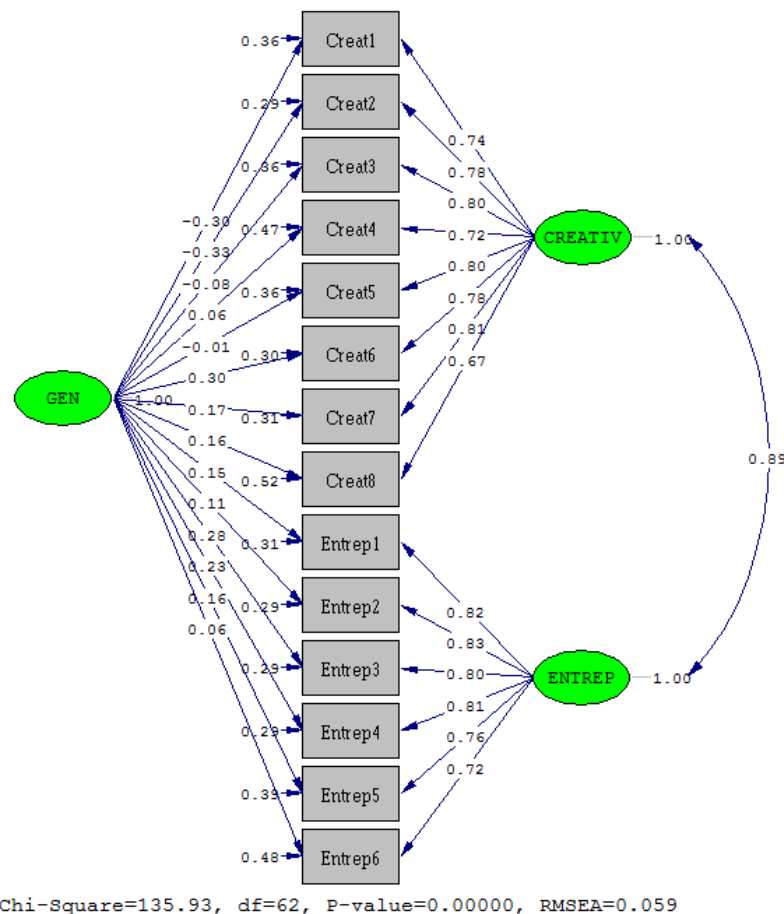 0.36
Creat1
0.29
Creat2
0.74
0.36
Creat3
0.78
0.80
-0.30
0.47
Creat4
0.72
CREATIV
1.00
-0.33
-0.08
0.36
Creat5
0.80
0.06
0.78
-0.01
0.30
Creat6
0.81
0.30
0.67
GEN
1.00
0.17
0.31
Creat7
0.16
0.89
0.52
Creat8
0.15
0.11
0.31
Entrep1
0.28
0.23
0.29
Entrep2
0.82
0.16
0.83
0.06
0.29
Entrep3
0.80
ENTREP
1.00
0.29
Entrep4
0.81
0.76
0.39
Entrep5
0.72
0.48
Entrep6
Chi-Square=135.93, df=62, P-value=0.00000, RMSEA=0.059